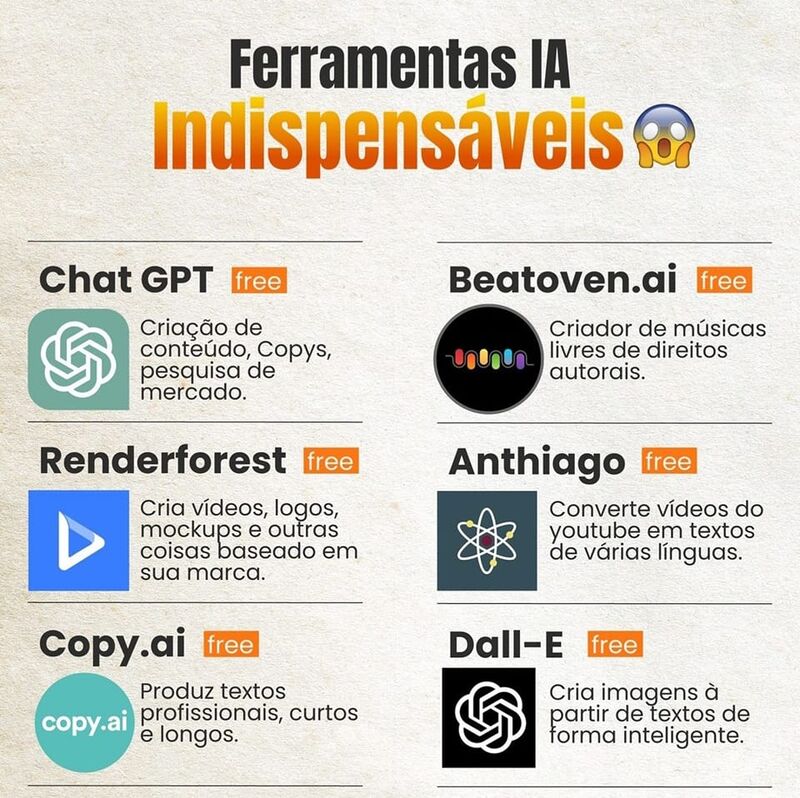 Ferramentas IA
Indispensáveis
Chat GPT free
Criação de
conteúdo, Copys,
pesquisa de
mercado.
Beatoven.ai free
Criador de músicas
livres de direitos
autorais.
Renderforest free
Cria vídeos, logos,
mockups e outras
coisas baseado em
sua marca.
Anthiago free
Converte vídeos do
youtube em textos
de várias línguas.
Copy.ai free
copy.ai
Produz textos
profissionais, curtos
e longos.
Dall-E free
Cria imagens à
partir de textos de
forma inteligente.